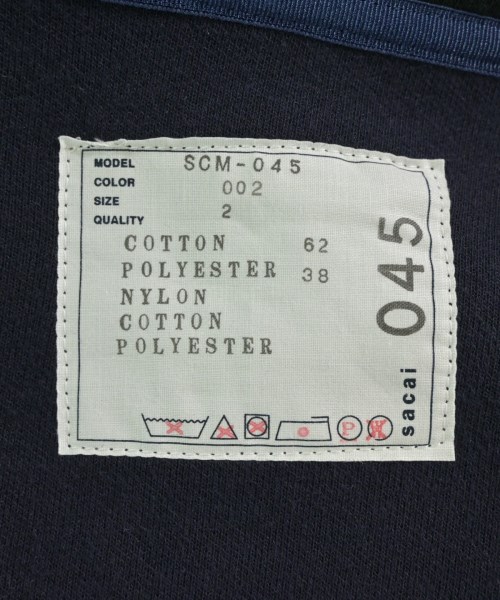 MODEL SCM-045
COLOR 002
SIZE 2
QUALITY
COTTON 62
POLYESTER 38
NYLON
COTTON
POLYESTER
P W
sacai 045